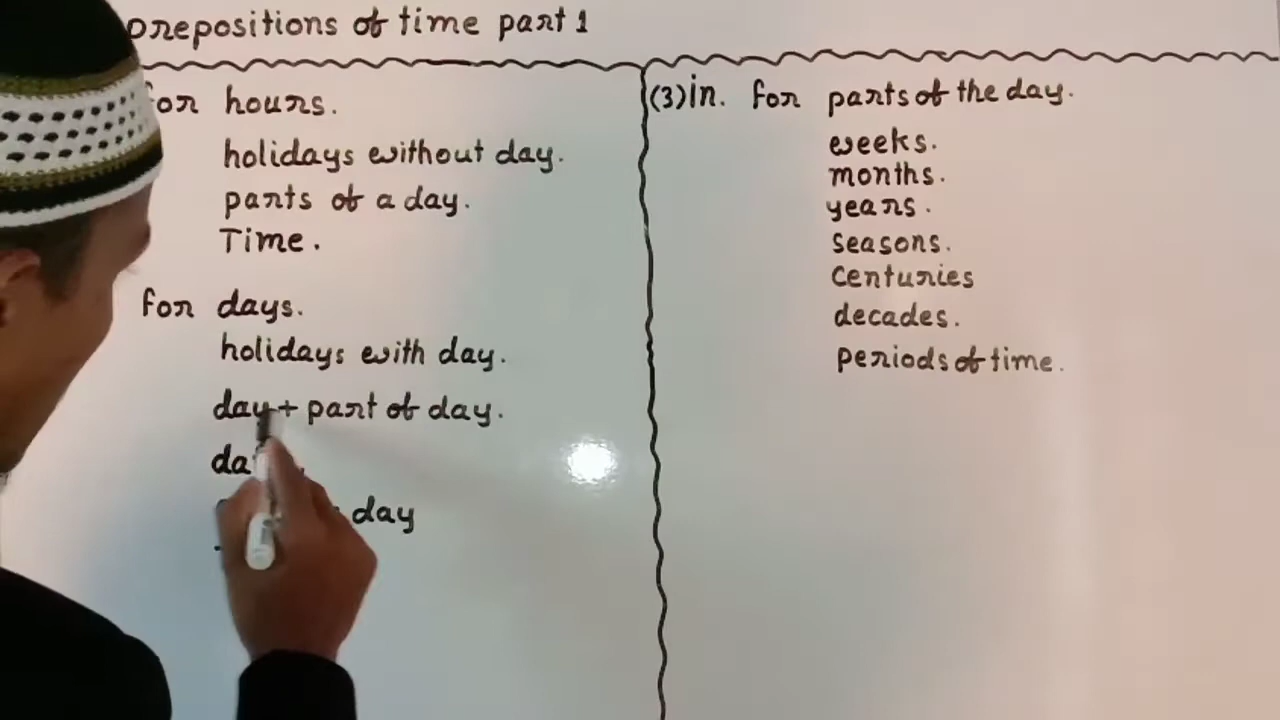 prepositions of time part 1
for hours.
holidays without day.
parts of a day.
Time.
for days.
holidays with day.
day + part of day.
day
(3) in. for parts of the day.
weeks.
months.
years.
seasons.
centuries
decades.
periods of time.